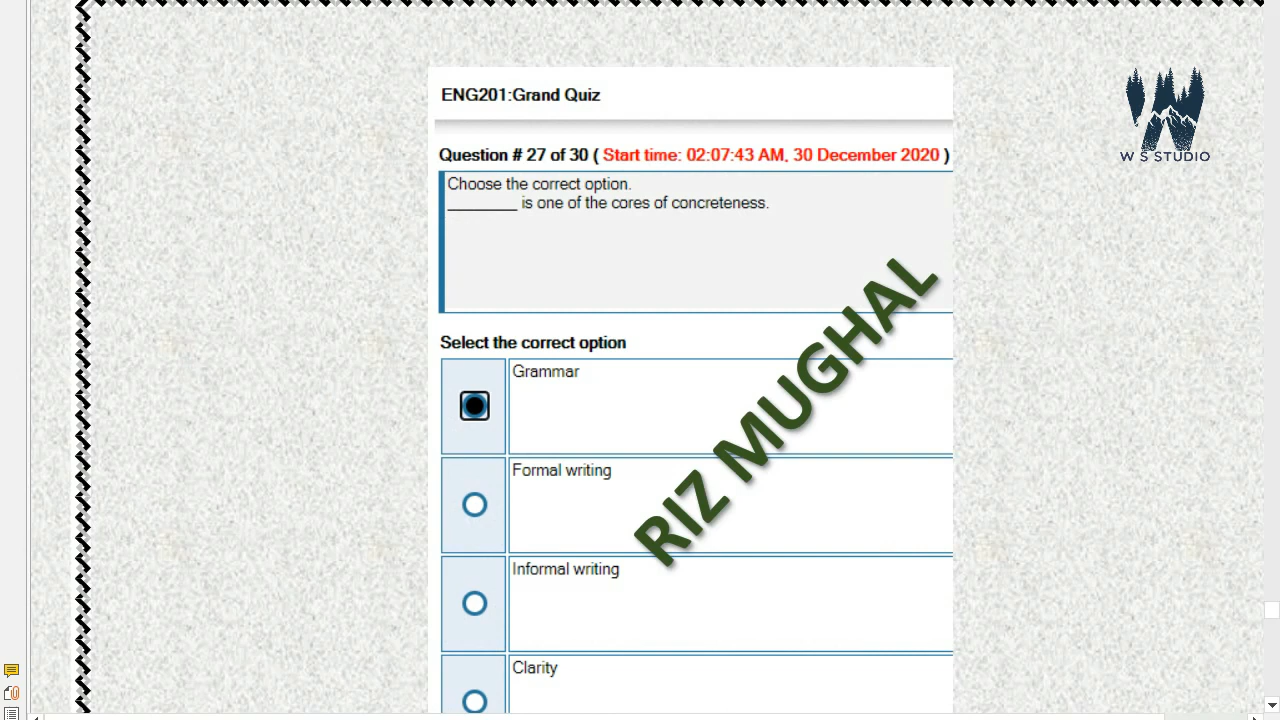 ENG201:Grand Quiz
W S STUDIO
Question # 27 of 30 ( Start time: 02:07:43 AM, 30 December 2020 )
Choose the correct option.
________ is one of the cores of concreteness.
Select the correct option
Grammar
Formal writing
Informal writing
Clarity
RIZ MUGHAL